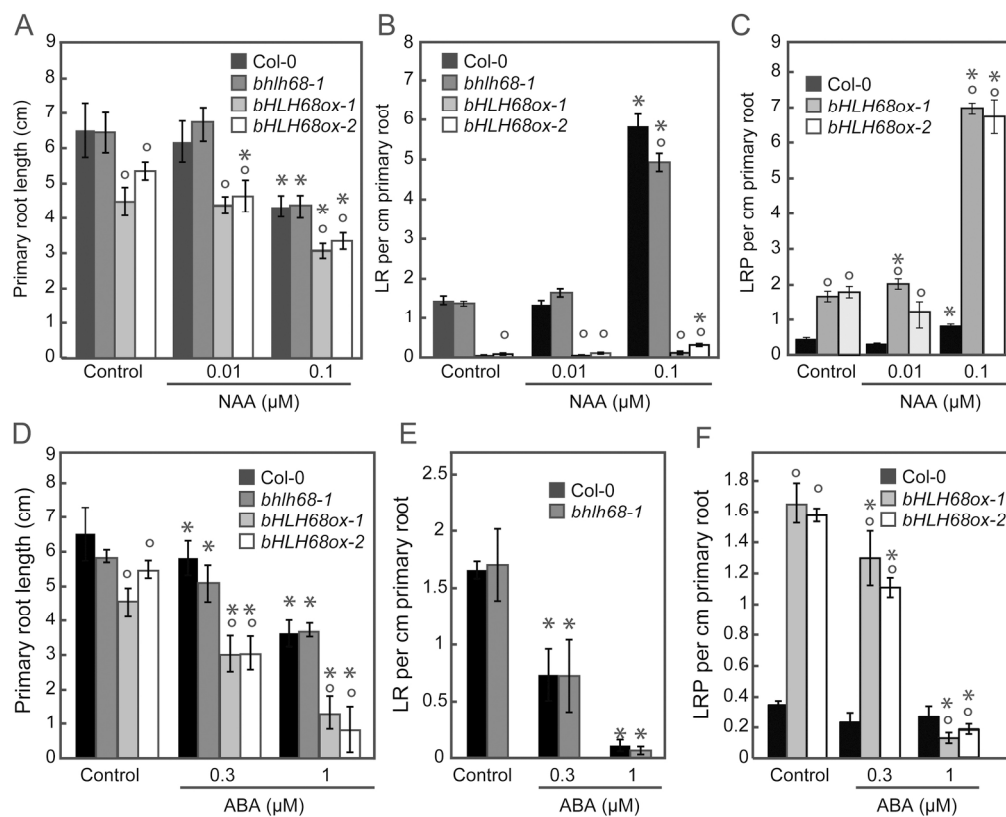 A
Primary root length (cm)
9
8
7
6
5
4
3
2
1
0
Col-0
bhlh68-1
bHLH68ox-1
bHLH68ox-2
Control
0.01
0.1
NAA (µM)
B
LR per cm primary root
8
7
6
5
4
3
2
1
0
Col-0
bhlh68-1
bHLH68ox-1
bHLH68ox-2
Control
0.01
0.1
NAA (µM)
C
LRP per cm primary root
9
8
7
6
5
4
3
2
1
0
Col-0
bHLH68ox-1
bHLH68ox-2
Control
0.01
0.1
NAA (µM)
D
Primary root length (cm)
9
8
7
6
5
4
3
2
1
0
Col-0
bhlh68-1
bHLH68ox-1
bHLH68ox-2
Control
0.3
1
ABA (µM)
E
LR per cm primary root
2.5
2
1.5
1
0.5
0
Col-0
bhlh68-1
Control
0.3
1
ABA (µM)
F
LRP per cm primary root
1.8
1.6
1.4
1.2
1
0.8
0.6
0.4
0.2
0
Col-0
bHLH68ox-1
bHLH68ox-2
Control
0.3
1
ABA (µM)